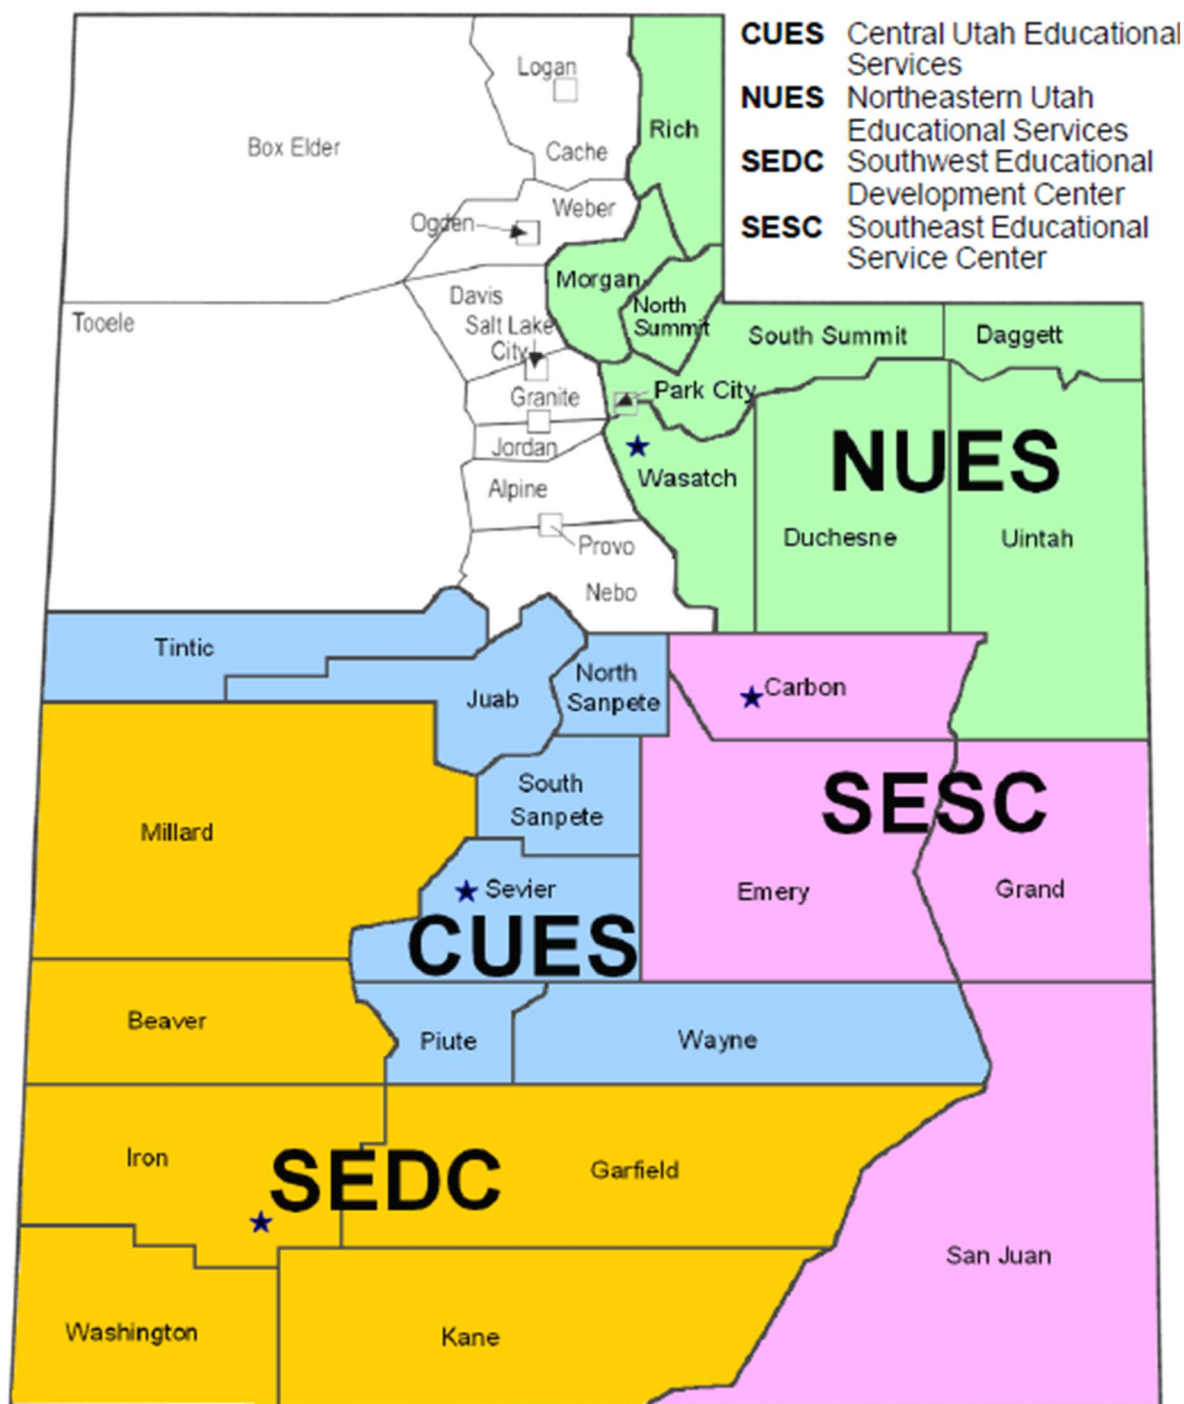 CUES Central Utah Educational
Services
NUES Northeastern Utah
Educational Services
SEDC Southwest Educational
Development Center
SESC Southeast Educational
Service Center
Logan
Rich
Box Elder
Cache
Weber
Ogden
Morgan
Davis
North
Summit
Tooele
Salt Lake
City
South Summit
Daggett
Park City
Granite
Jordan
NUES
Wasatch
Alpine
Duchesne
Uintah
Provo
Nebo
Tintic
North
Sanpete
Carbon
Juab
South
Sanpete
SESC
Millard
Sevier
Emery
Grand
CUES
Beaver
Piute
Wayne
Iron
SEDC
Garfield
San Juan
Washington
Kane